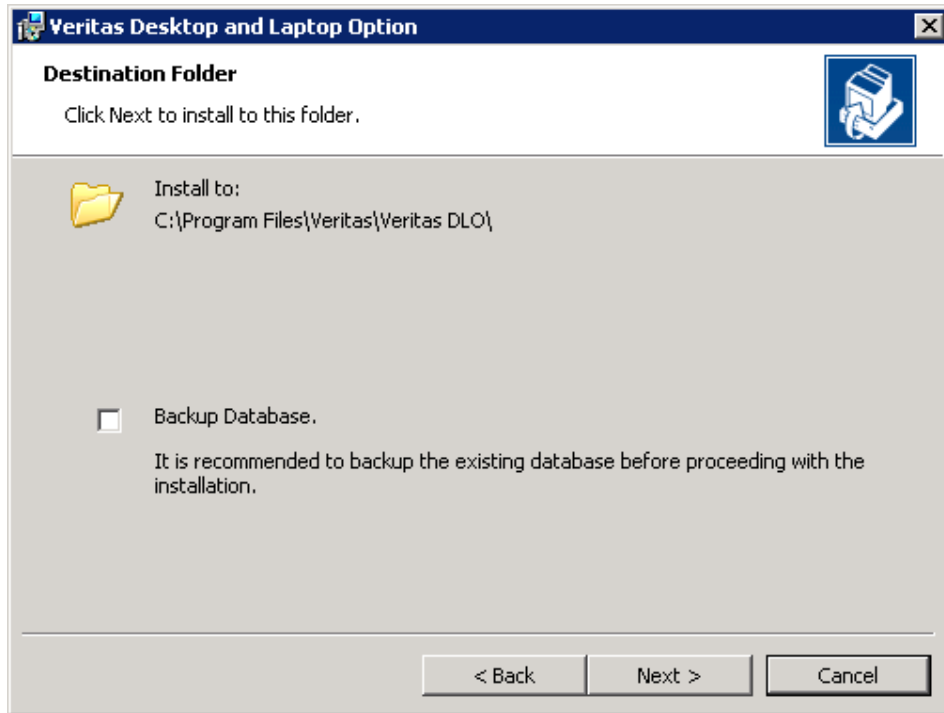 Veritas Desktop and Laptop Option
Destination Folder
Click Next to install to this folder.
Install to:
C:\Program Files\Veritas\Veritas DLO\
Backup Database.
It is recommended to backup the existing database before proceeding with the
installation.
< Back
Next >
Cancel